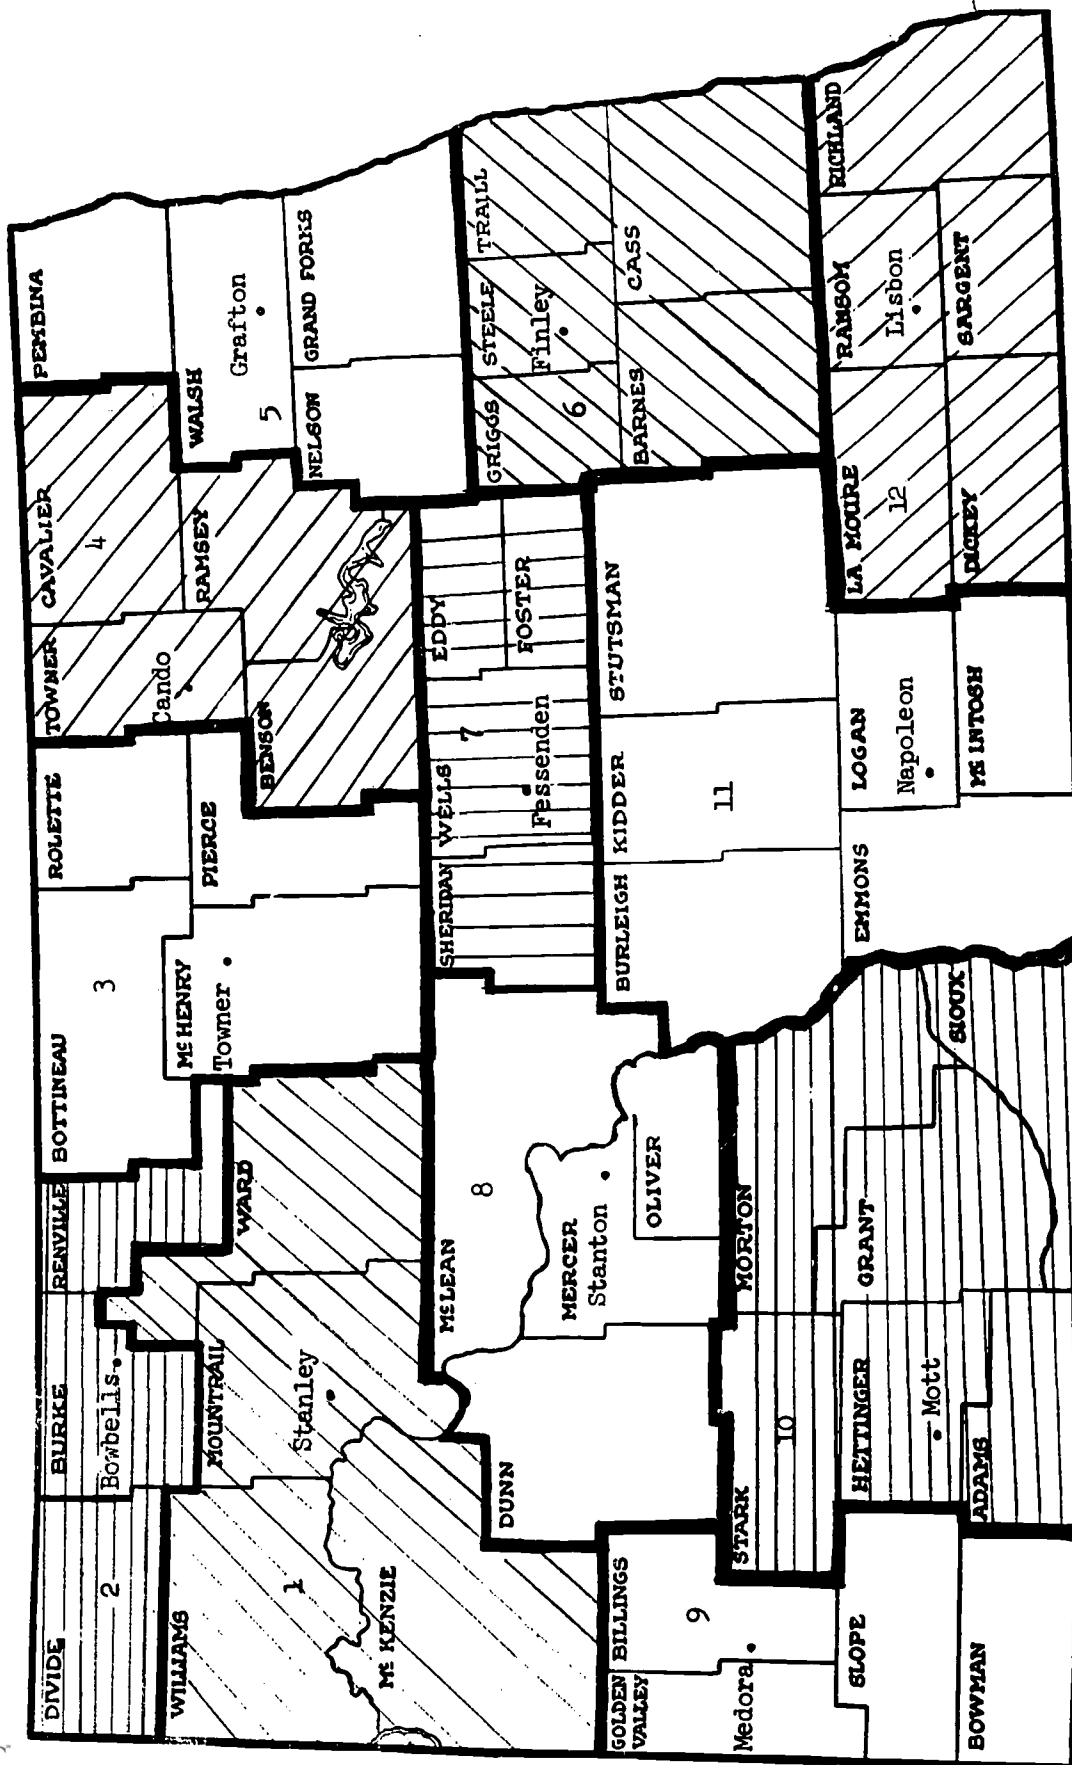 DIVIDE
BURKE
RENVILLE
BOTTINEAU
ROLETTE
TOWNER
CAVALIER
PEMBINA
2
Bowbells
3
Cando
4
WILLIAMS
MOUNTRAIL
WARD
McHENRY
Towner
PIERCE
BENSON
RAMSEY
WALSH
Grafton
5
1
Stanley
NELSON
GRAND FORKS
McKENZIE
DUNN
McLEAN
8
MERCER
Stanton
OLIVER
SHERIDAN
WELLS
7
Fessenden
EDDY
FOSTER
GRIGGS
STEELE
TRAILL
6
Finley
BARNES
CASS
GOLDEN
VALLEY
BILLINGS
9
Medora
STARK
10
MORTON
BURLEIGH
KIDDER
11
STUTSMAN
SLOPE
HETTINGER
Mott
GRANT
SIOUX
EMMONS
LOGAN
Napoleon
LA MOURE
12
RANSOM
Lisbon
RICHLAND
BOWMAN
ADAMS
McINTOSH
DICKEY
SARGENT